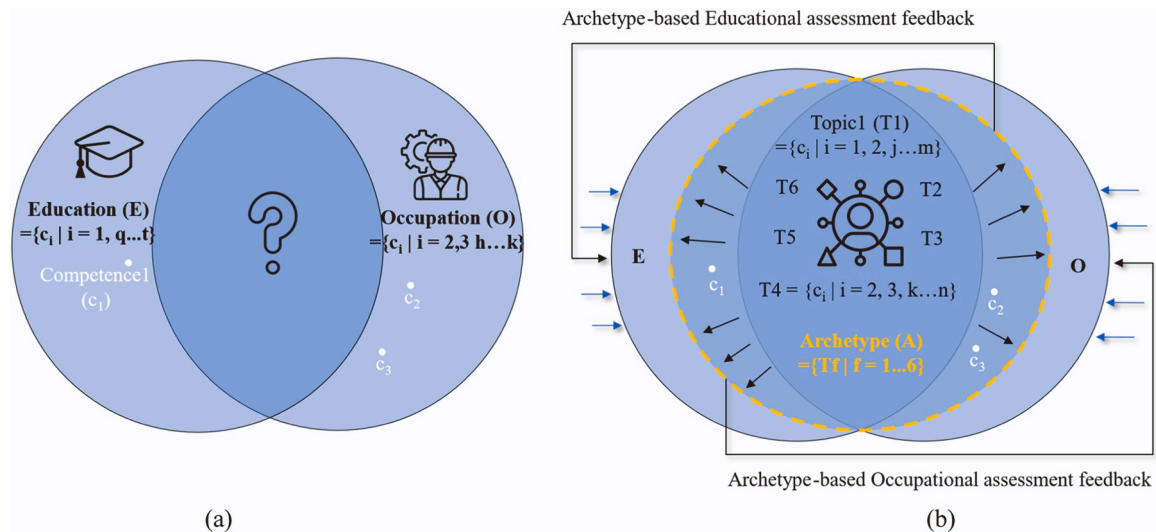 Education (E)
={cᵢ | i = 1, q...t}
Competence1
(c₁)
Occupation (O)
={cᵢ | i = 2,3 h…k}
c₂
c₃
(a)
Archetype-based Educational assessment feedback
Topic1 (T1)
={cᵢ | i = 1, 2, j…m}
T6
T2
T5
T3
E
O
c₁
T4 = {cᵢ | i = 2, 3, k…n}
c₂
Archetype (A)
={Tf | f = 1...6}
c₃
Archetype-based Occupational assessment feedback
(b)